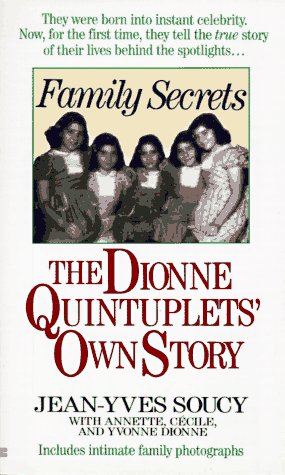 They were born into instant celebrity.
Now, for the first time, they tell the true story
of their lives behind the spotlights...
Family Secrets
THE DIONNE
QUINTUPLETS'
OWN STORY
JEAN-YVES SOUCY
WITH ANNETTE, CÉCILE,
AND YVONNE DIONNE
Includes intimate family photographs